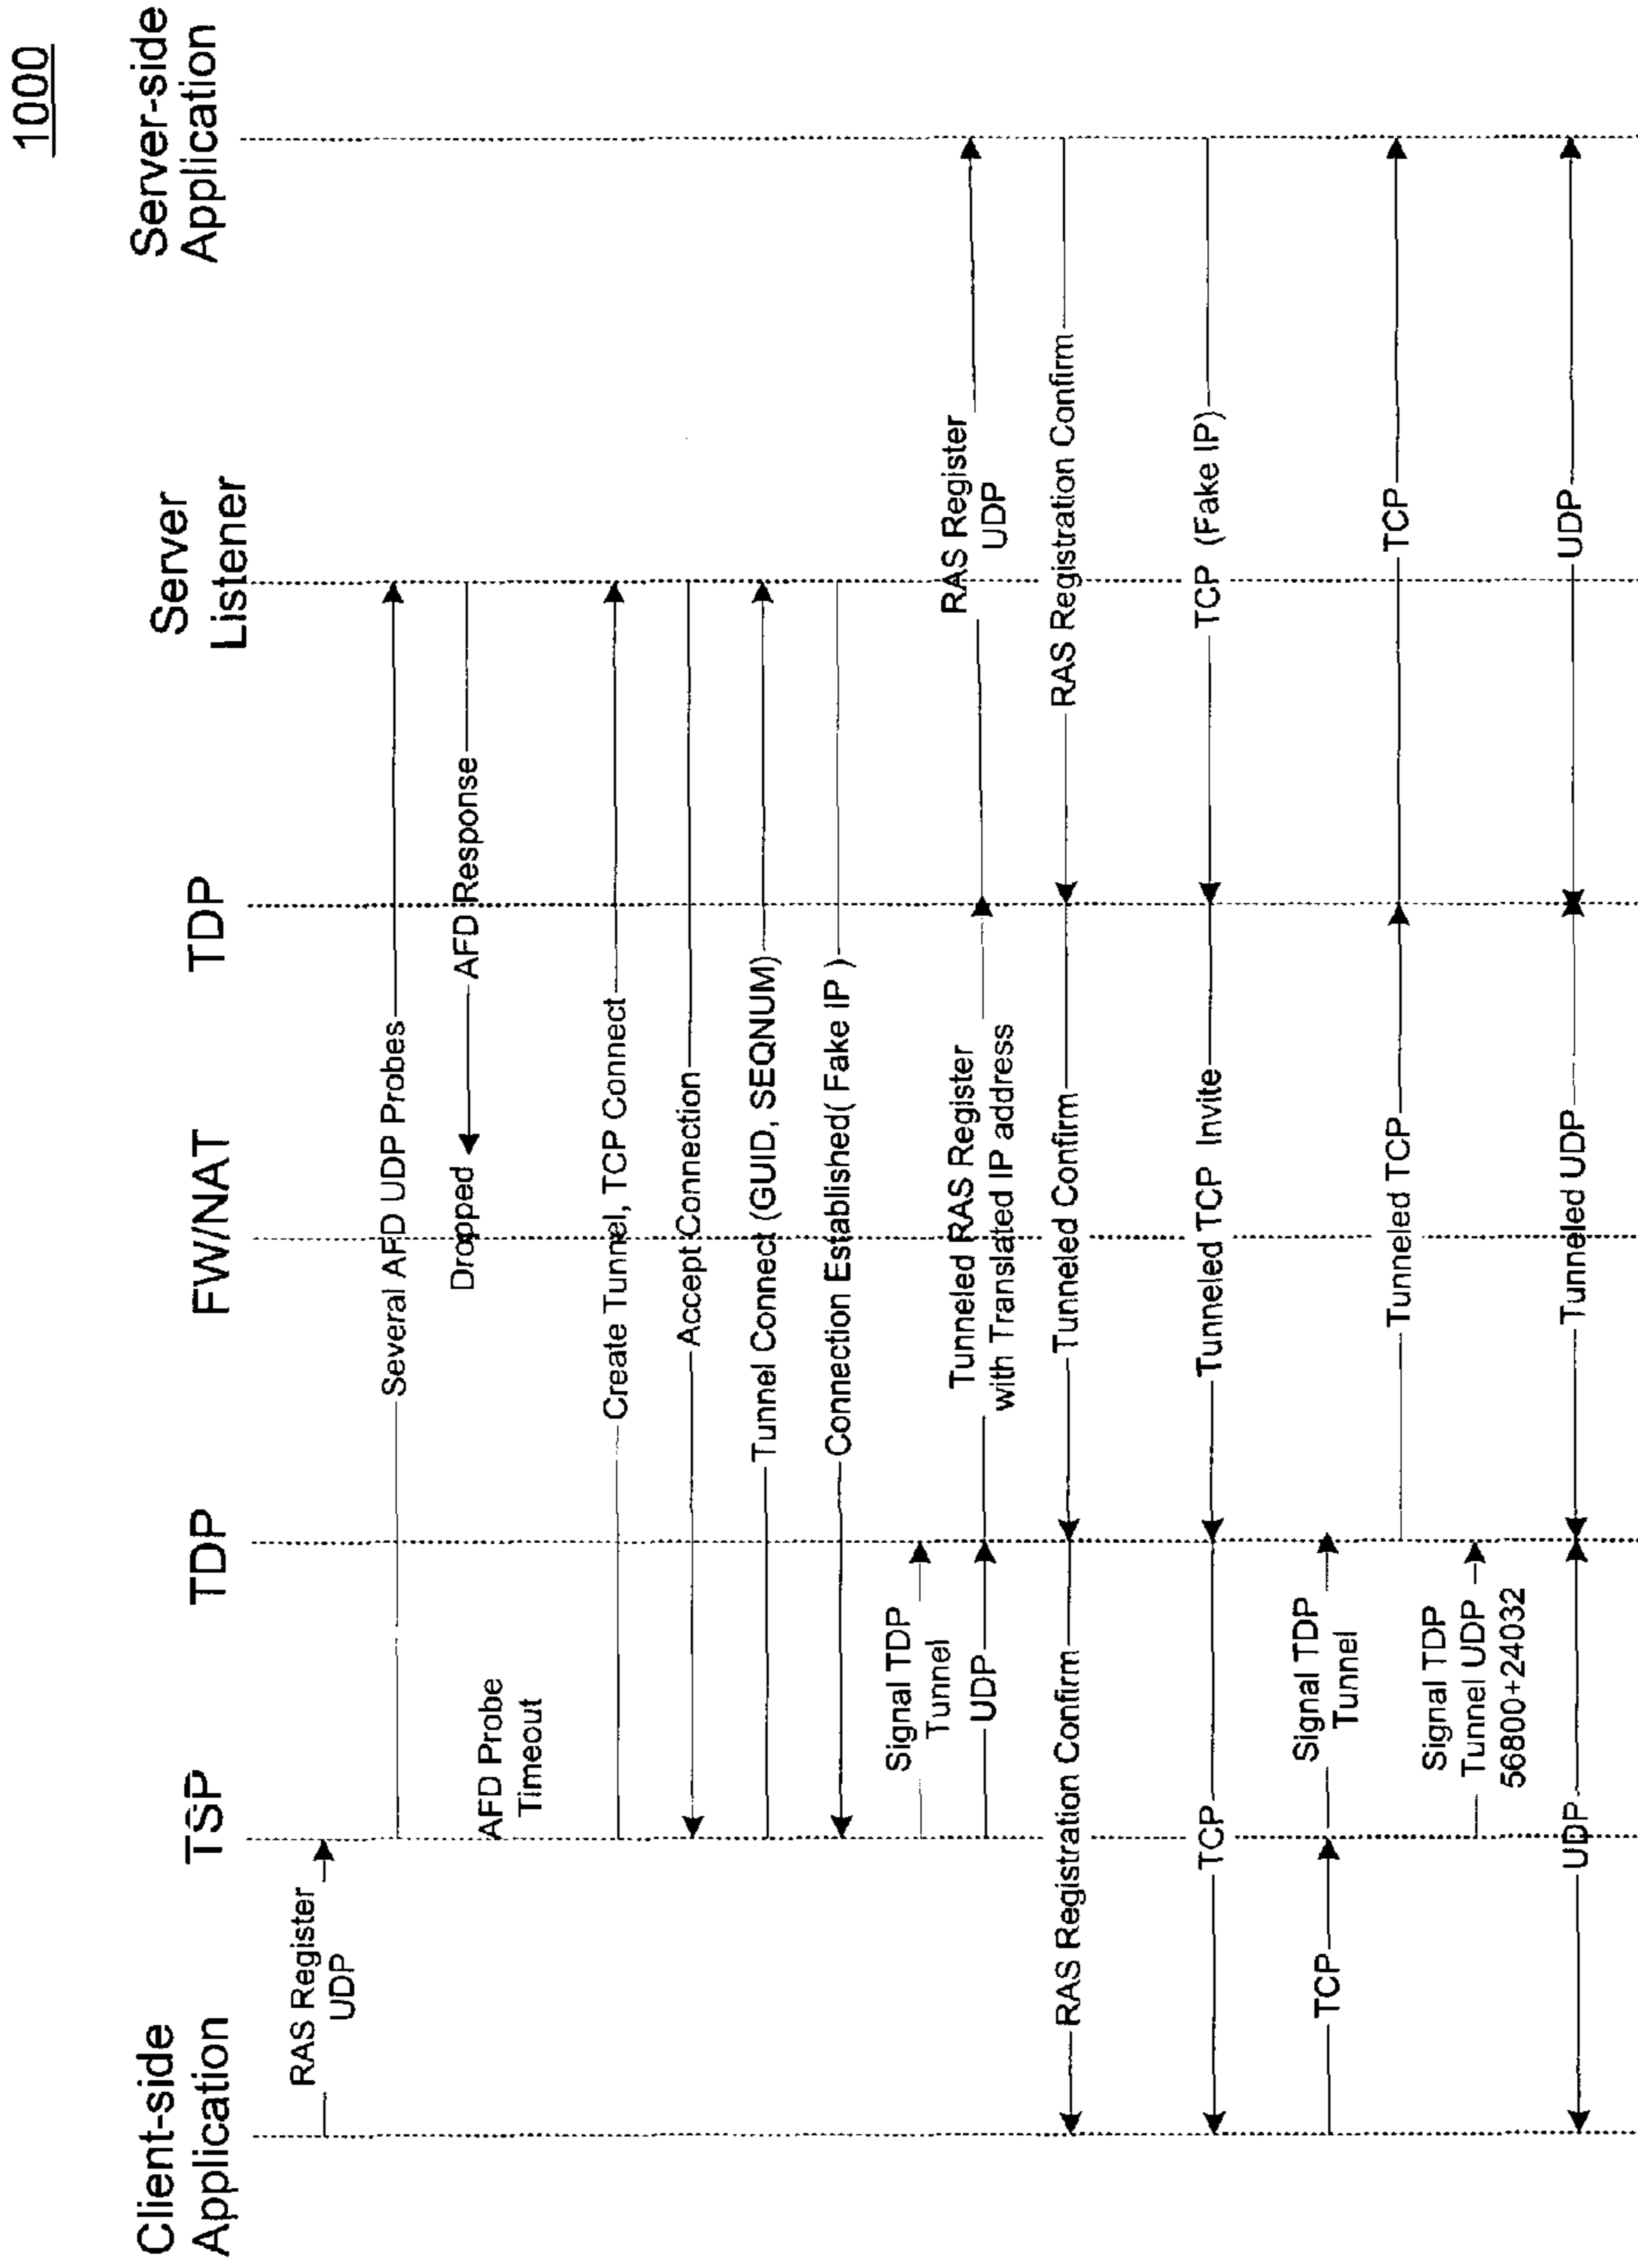 1000
Client-side
Application
TSP
TDP
FW/NAT
TDP
Server
Listener
Server-side
Application
RAS Register
UDP
Several AFD UDP Probes
AFD Probe
Timeout
Dropped
AFD Response
Create Tunnel, TCP Connect
Accept Connection
Tunnel Connect (GUID, SEQNUM)
Connection Established( Fake IP )
Signal TDP
Tunnel
UDP
Tunneled RAS Register
with Translated IP address
RAS Register
UDP
RAS Registration Confirm
Tunneled Confirm
RAS Registration Confirm
TCP
Tunneled TCP Invite
TCP (Fake IP)
TCP
Signal TDP
Tunnel
Tunneled TCP
TCP
Signal TDP
Tunnel UDP
56800+24032
UDP
Tunneled UDP
UDP